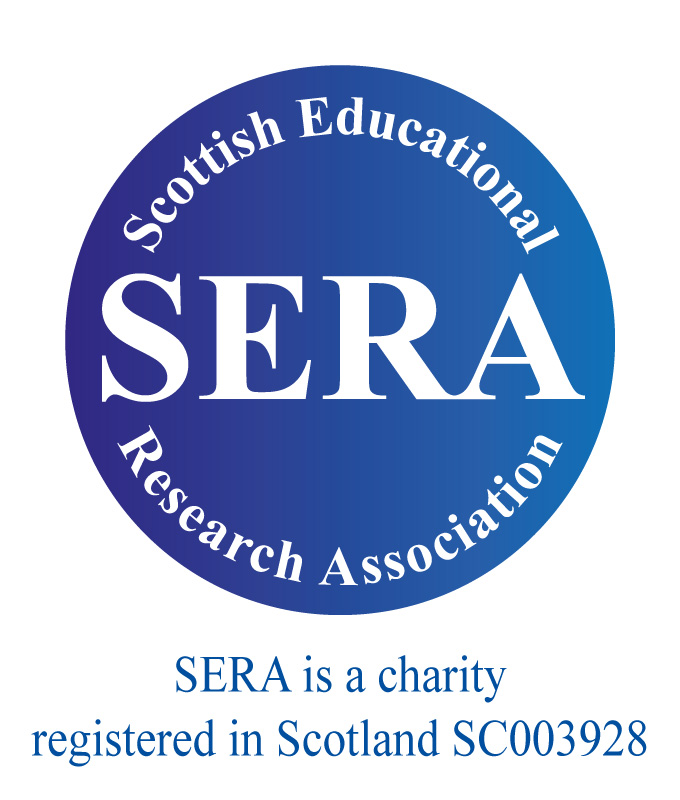 Scottish Educational
SERA
Research Association
SERA is a charity
registered in Scotland SC003928